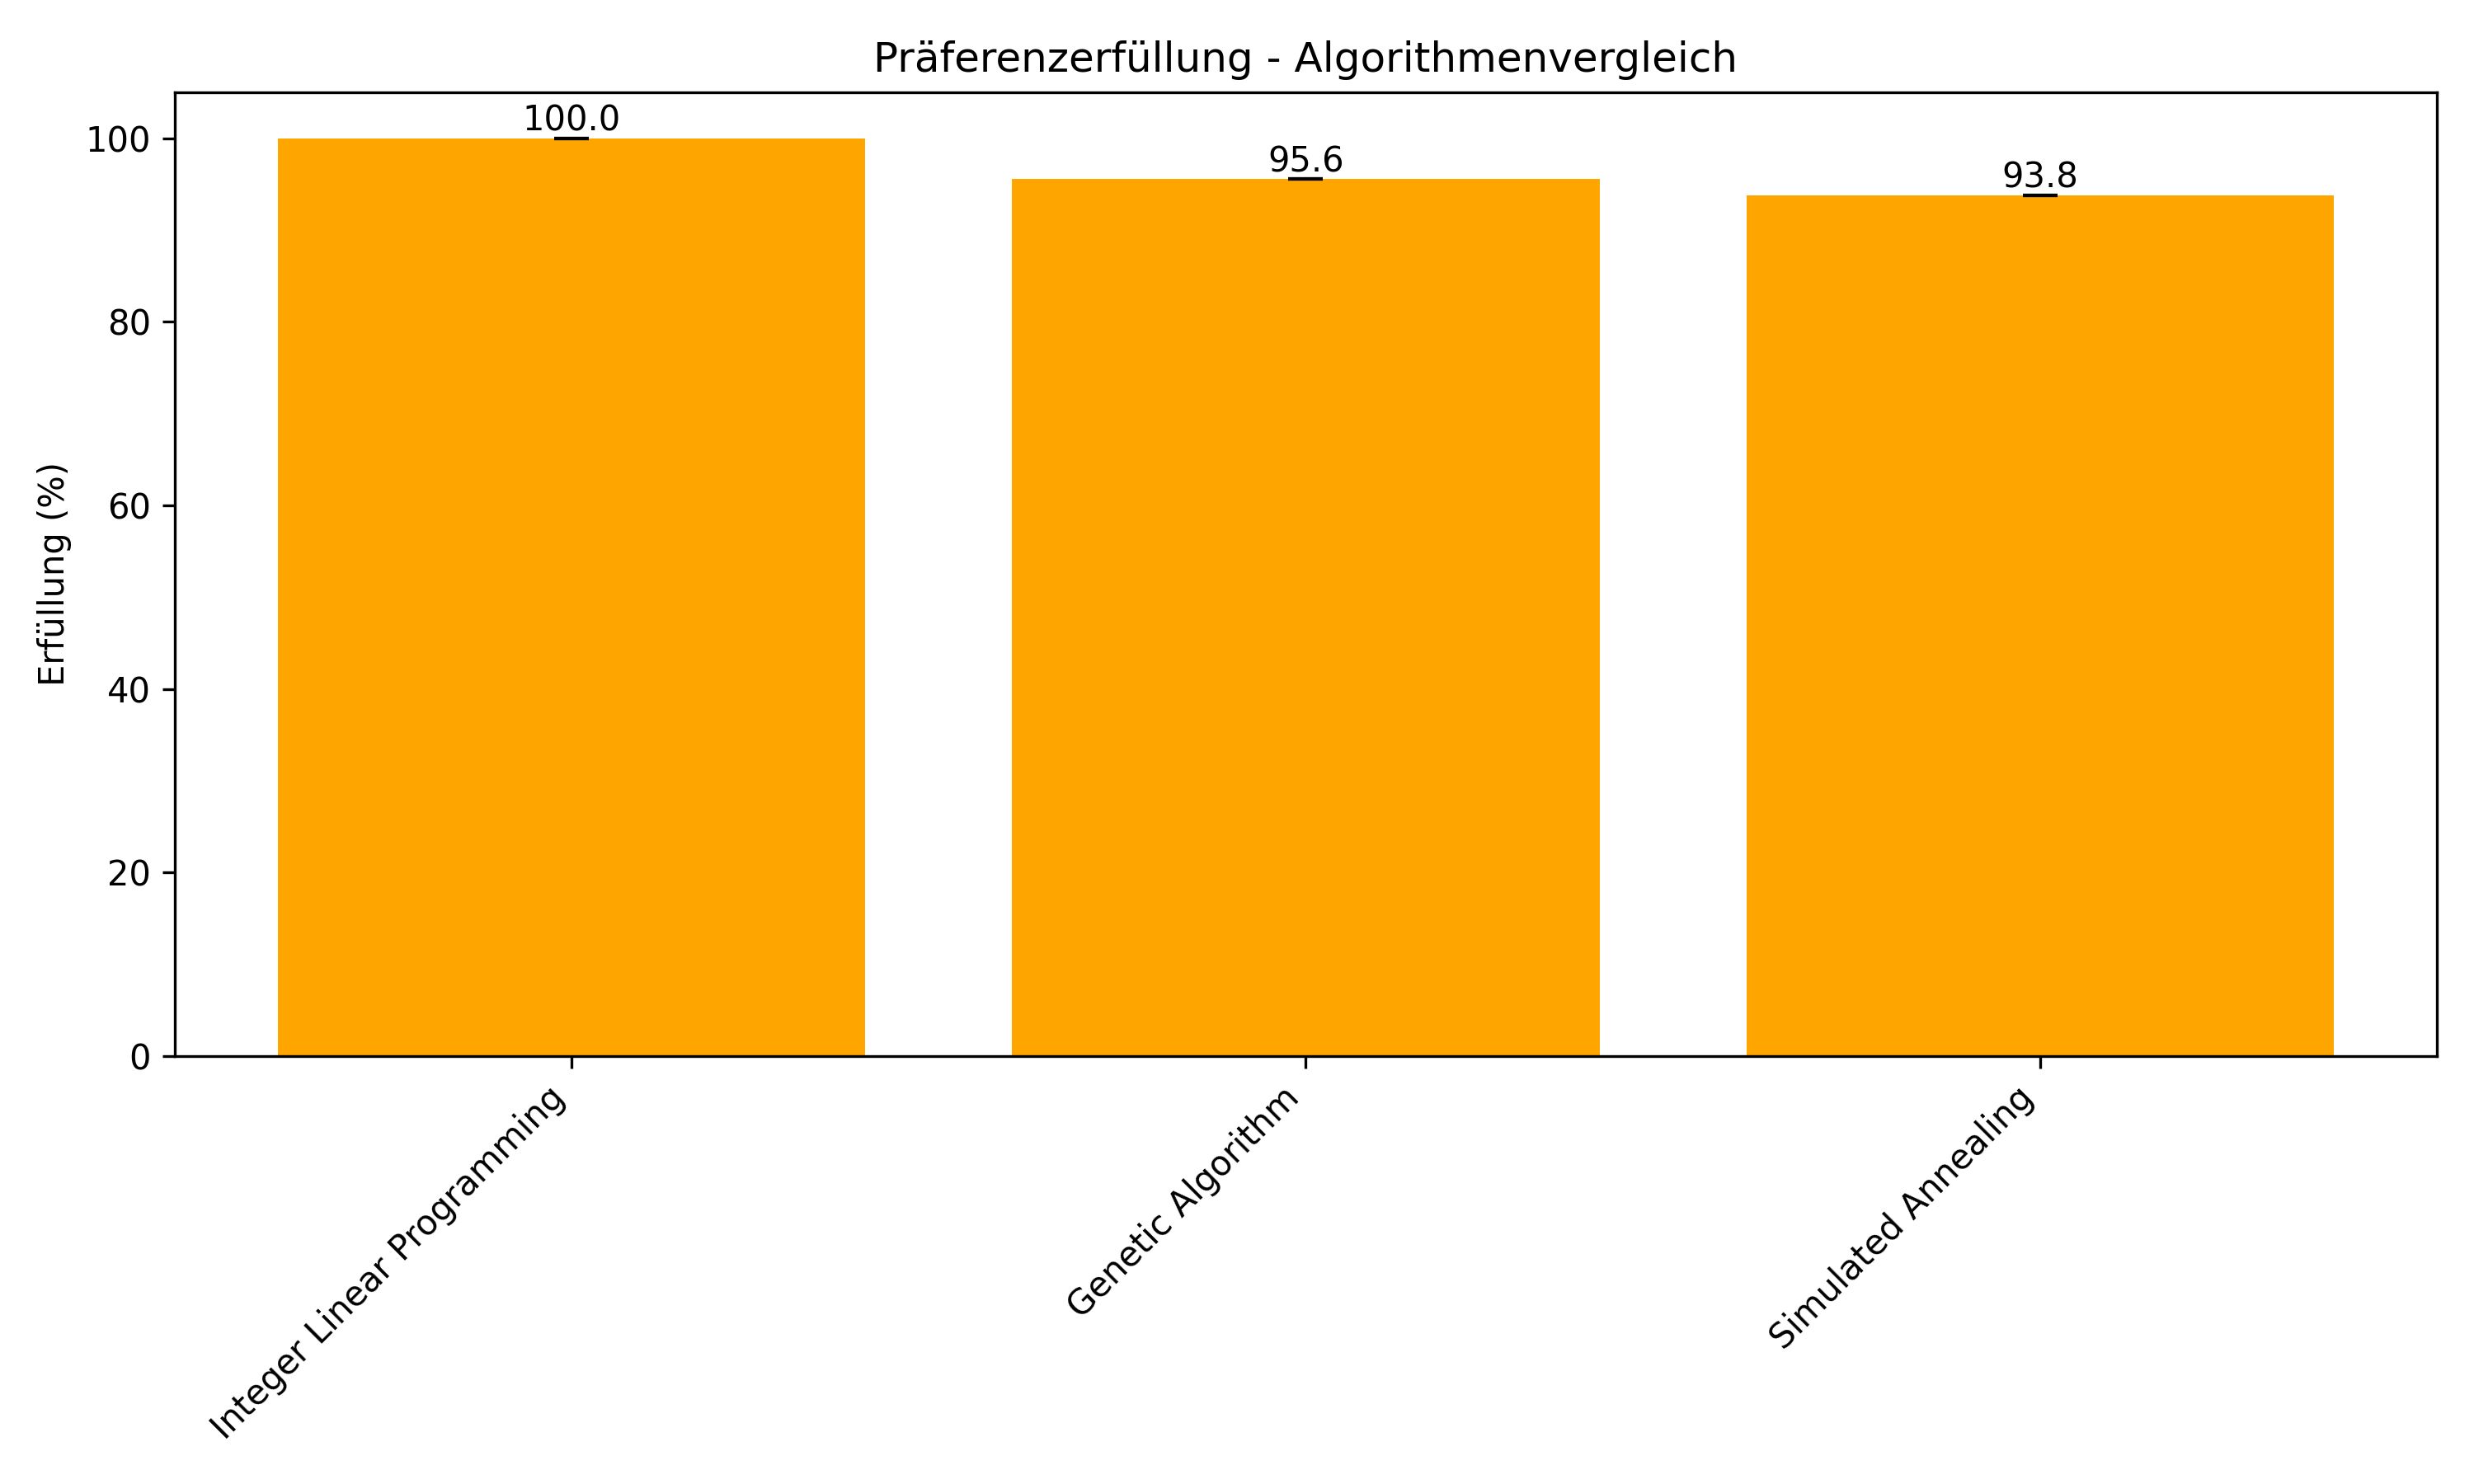 Präferenzerfüllung - Algorithmenvergleich
Erfüllung (%)
100
80
60
40
20
0
100.0
95.6
93.8
Integer Linear Programming
Genetic Algorithm
Simulated Annealing